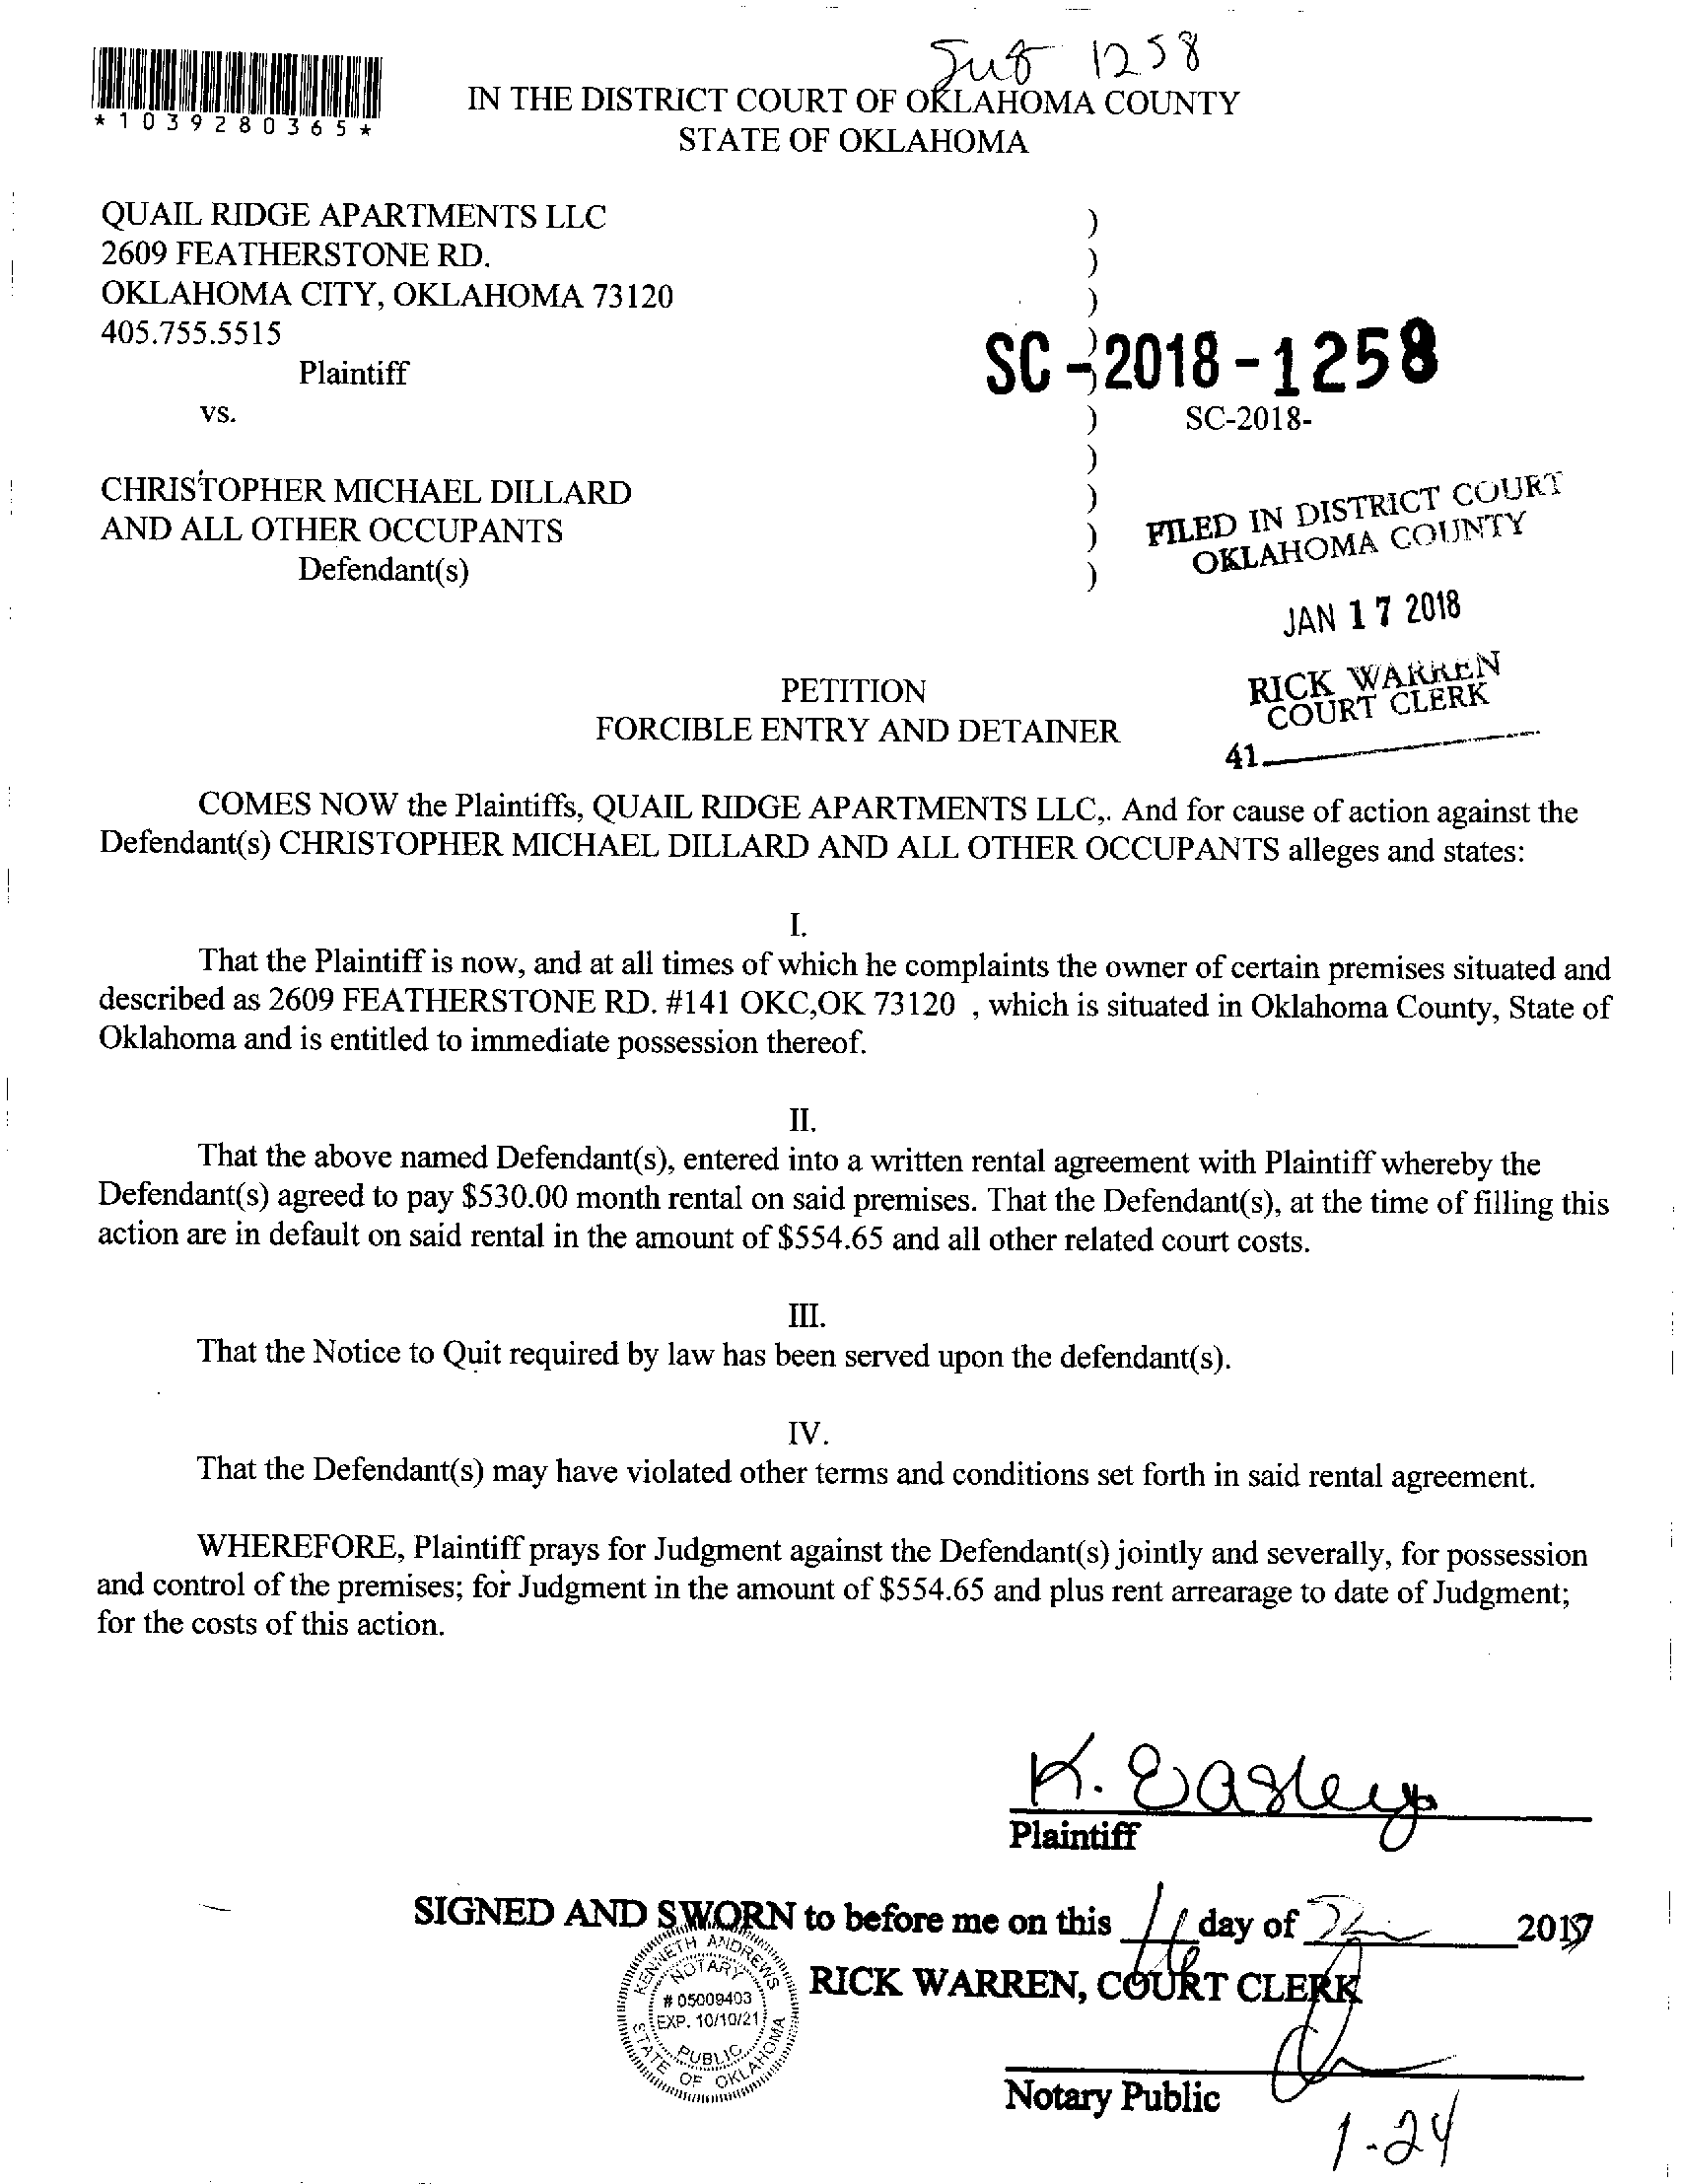 1258
*1039280365*
IN THE DISTRICT COURT OF OKLAHOMA COUNTY
STATE OF OKLAHOMA
QUAIL RIDGE APARTMENTS LLC )
2609 FEATHERSTONE RD. )
OKLAHOMA CITY, OKLAHOMA 73120 )
405.755.5515 )
Plaintiff ) SC-2018-1258
vs. ) SC-2018-
)
CHRISTOPHER MICHAEL DILLARD )
AND ALL OTHER OCCUPANTS )
Defendant(s) )
FILED IN DISTRICT COURT
OKLAHOMA COUNTY
JAN 17 2018
RICK WARREN
COURT CLERK
41
PETITION
FORCIBLE ENTRY AND DETAINER
COMES NOW the Plaintiffs, QUAIL RIDGE APARTMENTS LLC,. And for cause of action against the
Defendant(s) CHRISTOPHER MICHAEL DILLARD AND ALL OTHER OCCUPANTS alleges and states:
I.
That the Plaintiff is now, and at all times of which he complaints the owner of certain premises situated and
described as 2609 FEATHERSTONE RD. #141 OKC,OK 73120 , which is situated in Oklahoma County, State of
Oklahoma and is entitled to immediate possession thereof.
II.
That the above named Defendant(s), entered into a written rental agreement with Plaintiff whereby the
Defendant(s) agreed to pay $530.00 month rental on said premises. That the Defendant(s), at the time of filling this
action are in default on said rental in the amount of $554.65 and all other related court costs.
III.
That the Notice to Quit required by law has been served upon the defendant(s).
IV.
That the Defendant(s) may have violated other terms and conditions set forth in said rental agreement.
WHEREFORE, Plaintiff prays for Judgment against the Defendant(s) jointly and severally, for possession
and control of the premises; for Judgment in the amount of $554.65 and plus rent arrearage to date of Judgment;
for the costs of this action.
K. Easley
Plaintiff
SIGNED AND SWORN to before me on this day of 201
KENNETH ANDREWS
NOTARY
# 05009403
EXP. 10/10/21
PUBLIC
STATE OF OKLAHOMA
RICK WARREN, COURT CLERK
Notary Public
1-24